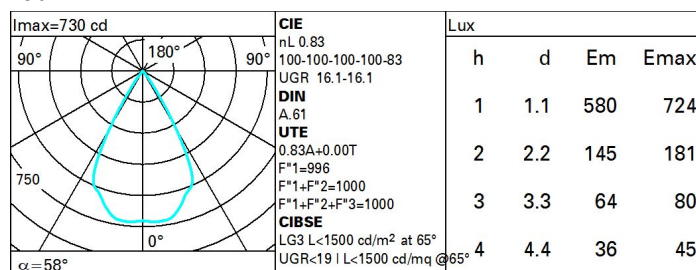 Imax=730 cd
90°
180°
90°
750
0°
α=58°
CIE
nL 0.83
100-100-100-100-83
UGR 16.1-16.1
DIN
A.61
UTE
0.83A+0.00T
F"1=996
F"1+F"2=1000
F"1+F"2+F"3=1000
CIBSE
LG3 L<1500 cd/m² at 65°
UGR<19 | L<1500 cd/mq @65°
Lux
h d Em Emax
1 1.1 580 724
2 2.2 145 181
3 3.3 64 80
4 4.4 36 45